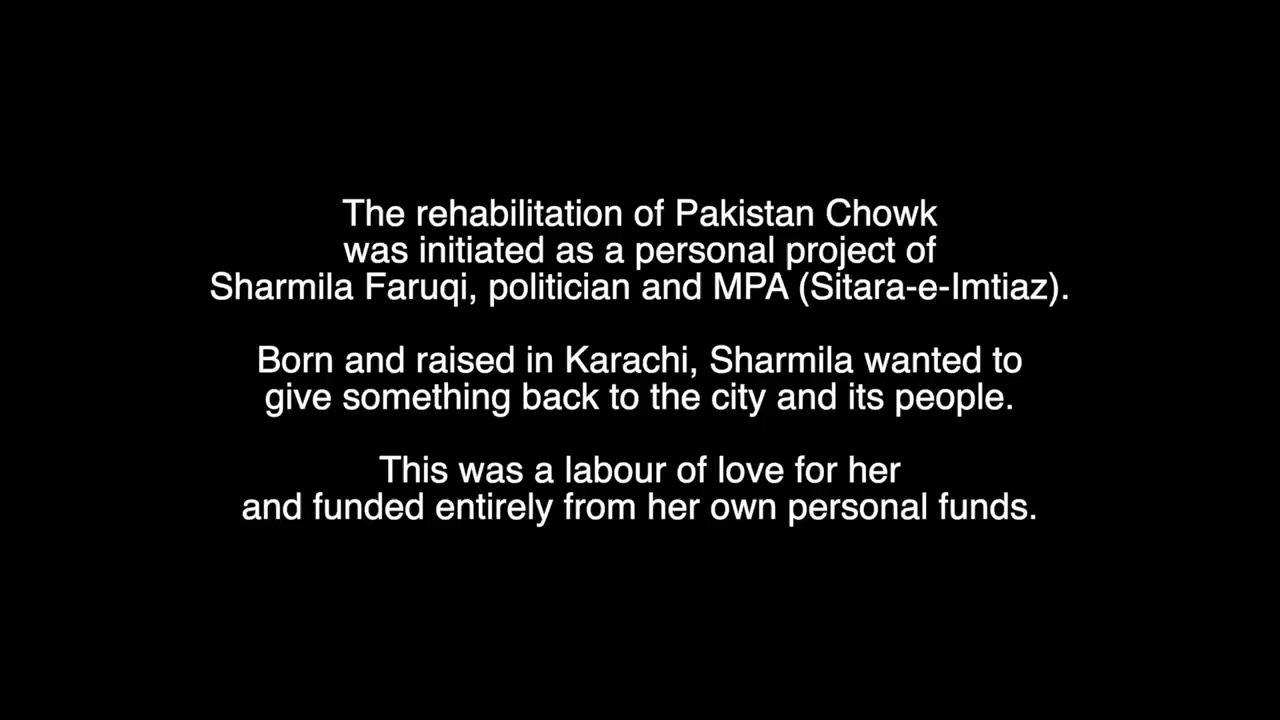 The rehabilitation of Pakistan Chowk
was initiated as a personal project of
Sharmila Faruqi, politician and MPA (Sitara-e-Imtiaz).
Born and raised in Karachi, Sharmila wanted to
give something back to the city and its people.
This was a labour of love for her
and funded entirely from her own personal funds.